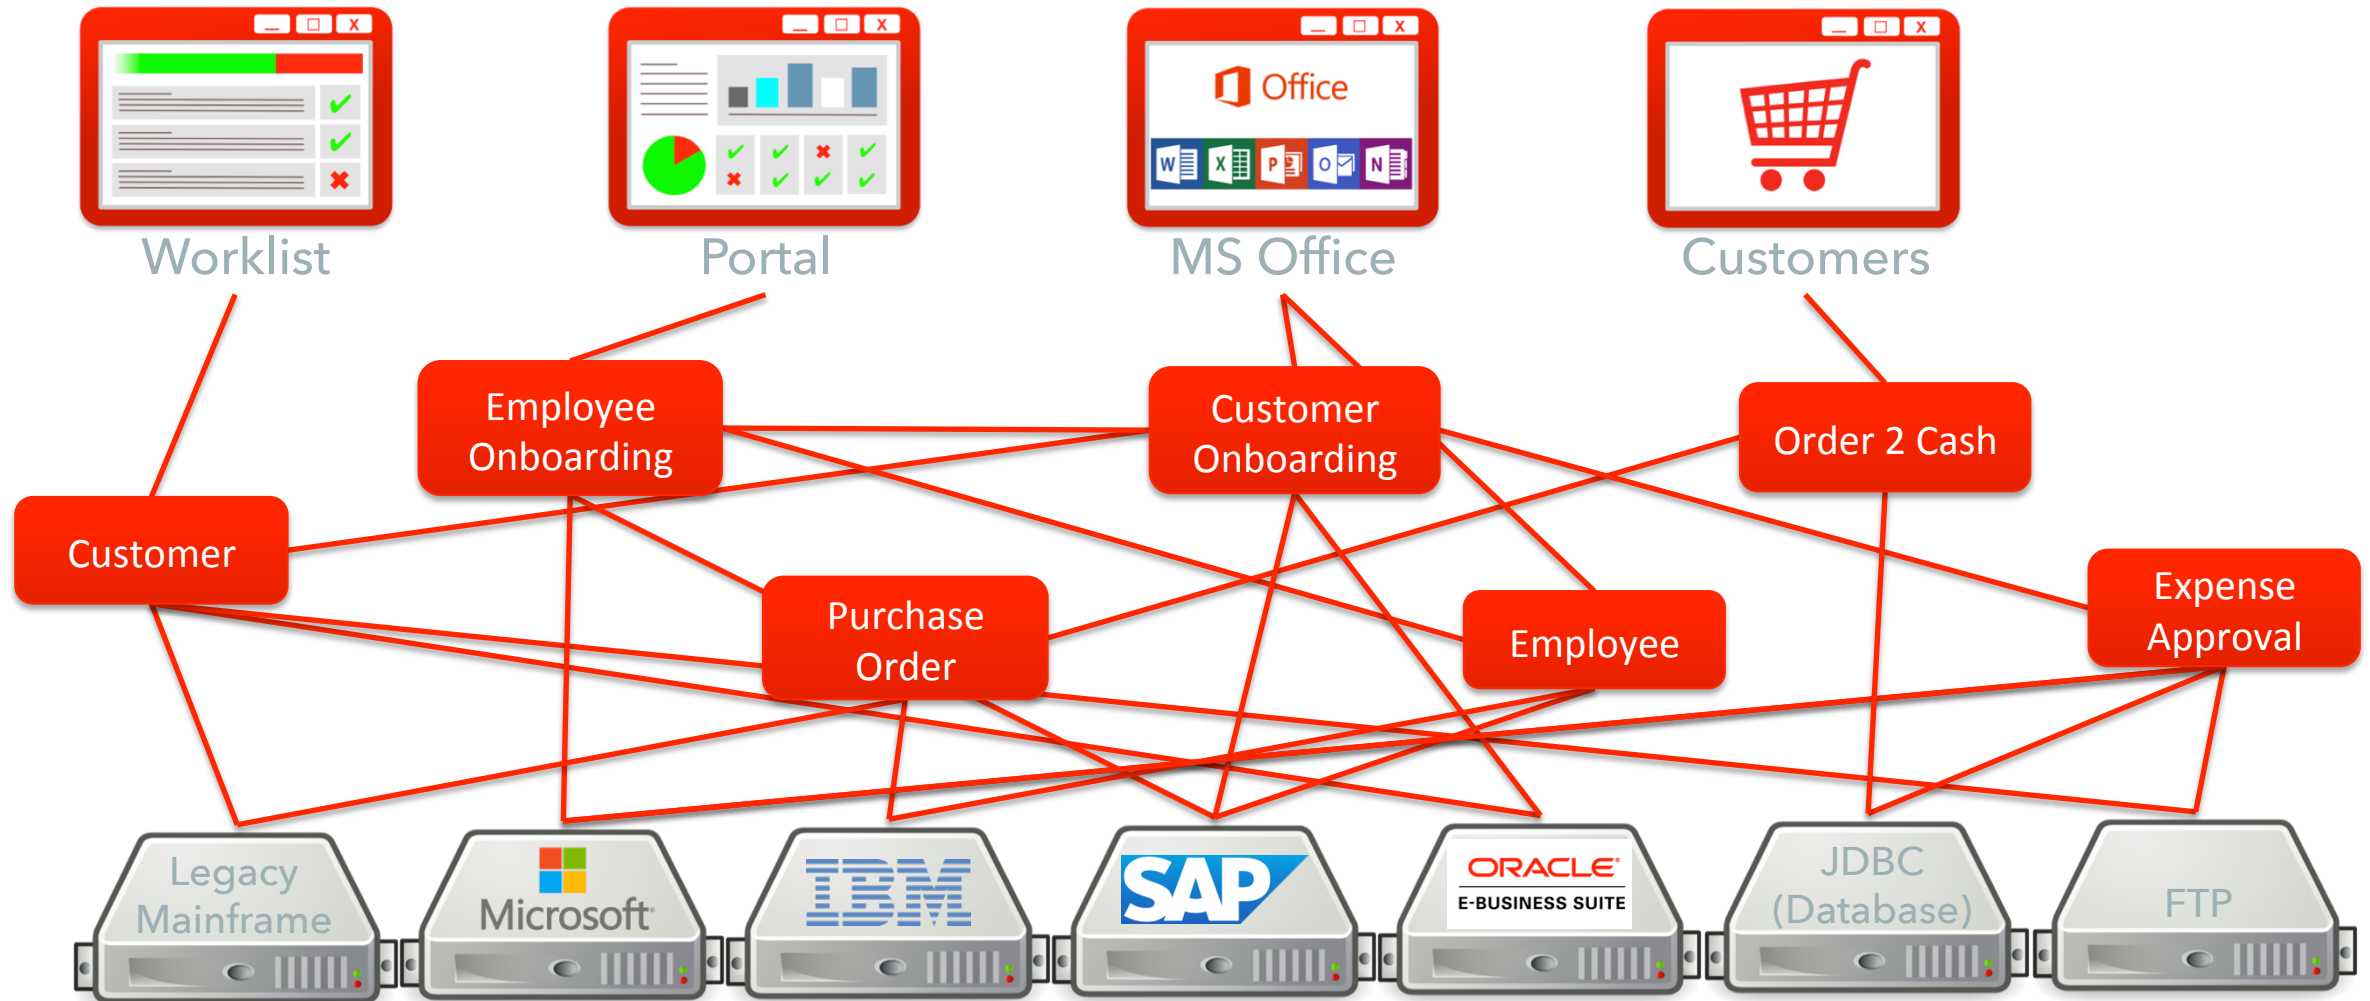 Office
W
X
P
O
N
Worklist
Portal
MS Office
Customers
Employee
Onboarding
Customer
Onboarding
Order 2 Cash
Customer
Purchase
Order
Employee
Expense
Approval
Legacy
Mainframe
Microsoft
IBM
SAP
ORACLE
E-BUSINESS SUITE
JDBC
(Database)
FTP